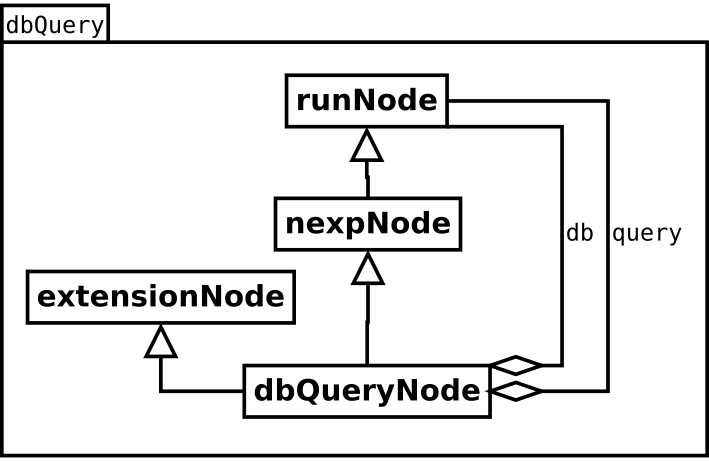 dbQuery
runNode
nexpNode
db query
extensionNode
dbQueryNode